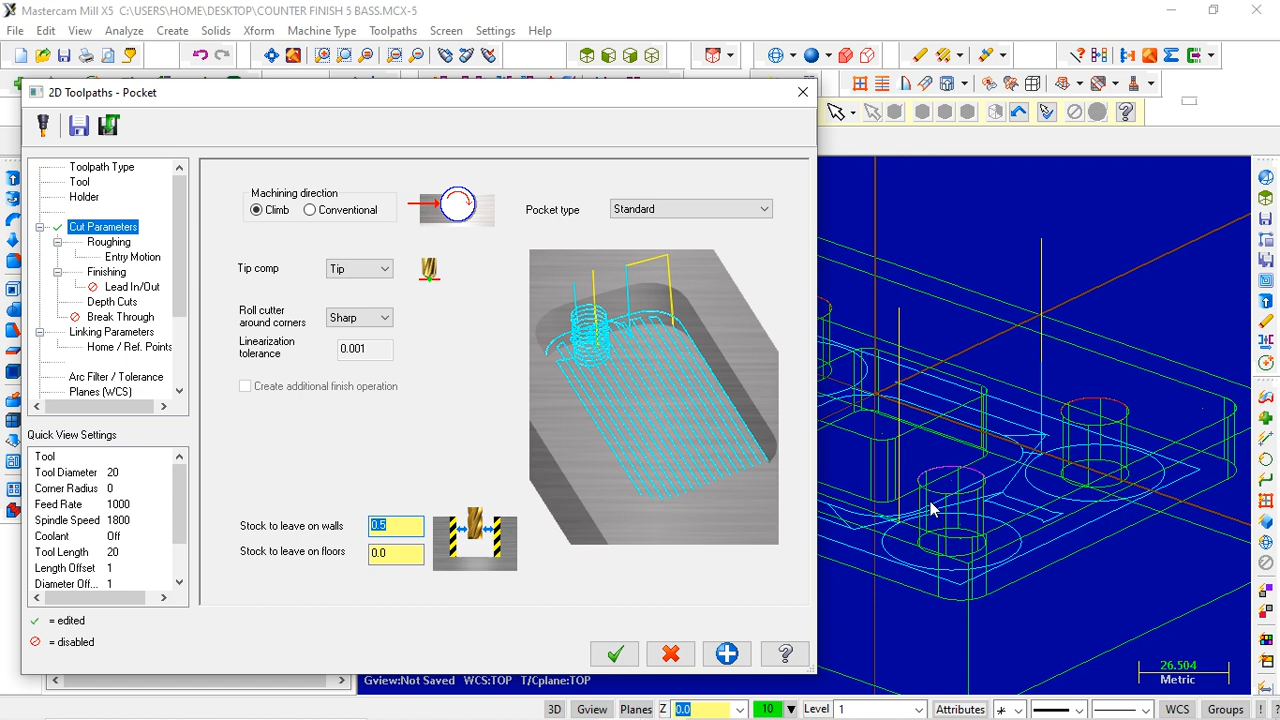 Mastercam Mill X5 C:\USERS\HOME\DESKTOP\COUNTER FINISH 5 BASS.MCX-5
File Edit View Analyze Create Solids Xform Machine Type Toolpaths Screen Settings Help
2D Toolpaths - Pocket
Toolpath Type
Tool
Holder
Cut Parameters
Roughing
Entry Motion
Finishing
Lead In/Out
Depth Cuts
Break Through
Linking Parameters
Home / Ref. Points
Arc Filter / Tolerance
Planes (WCS)
Machining direction
Climb Conventional
Pocket type Standard
Tip comp Tip
Roll cutter
around corners Sharp
Linearization
tolerance 0.001
Create additional finish operation
Stock to leave on walls 0.5
Stock to leave on floors 0.0
Quick View Settings
Tool
Tool Diameter 20
Corner Radius 0
Feed Rate 1000
Spindle Speed 1800
Coolant Off
Tool Length 20
Length Offset 1
Diameter Off... 1
= edited
= disabled
26.504
Metric
Gview:Not Saved WCS:TOP T/Cplane:TOP
3D Gview Planes Z 0.0 10 Level 1 Attributes WCS Groups ! ?